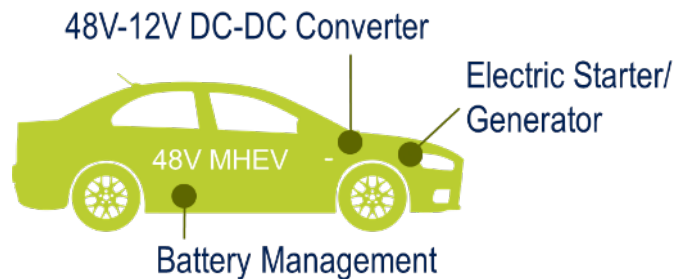 48V-12V DC-DC Converter
Electric Starter/
Generator
48V MHEV
Battery Management